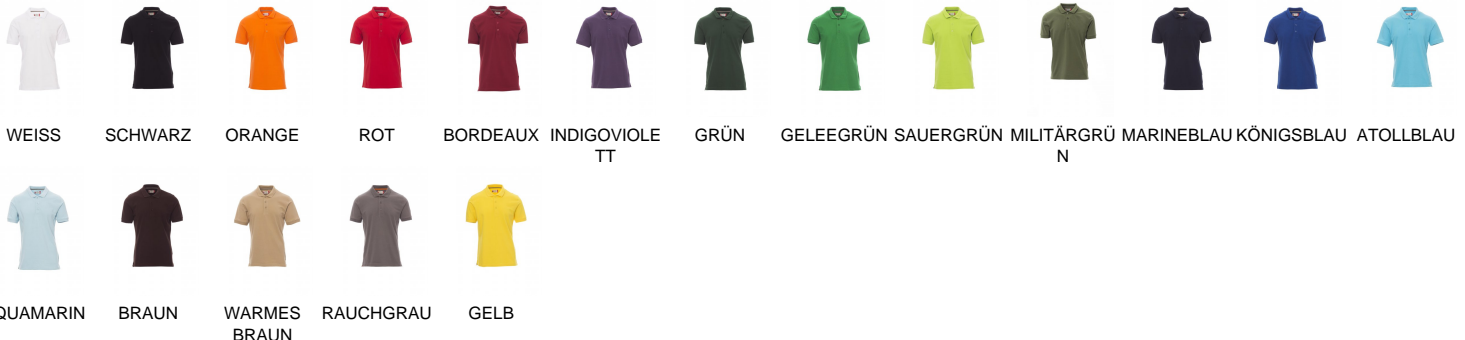 WEISS SCHWARZ ORANGE ROT BORDEAUX INDIGOVIOLE GRÜN GELEEGRÜN SAUERGRÜN MILITÄRGRÜ MARINEBLAU KÖNIGSBLAU ATOLLBLAU
TT N
QUAMARIN BRAUN WARMES RAUCHGRAU GELB
BRAUN